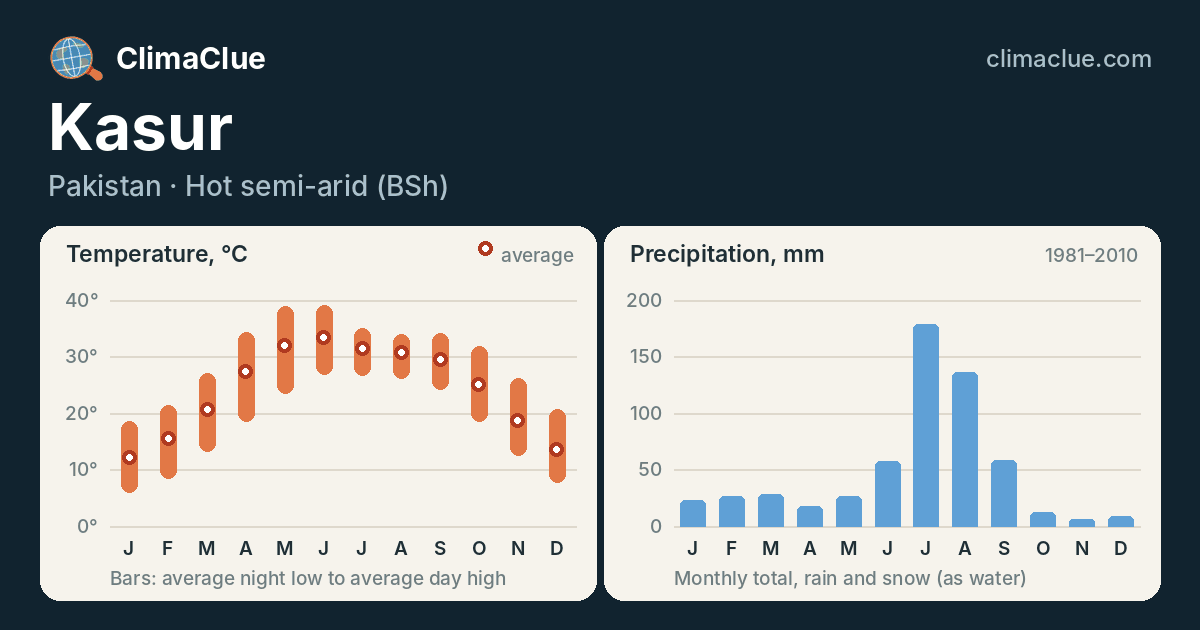 ClimaClue
climaclue.com
Kasur
Pakistan · Hot semi-arid (BSh)
Temperature, °C
average
40°
30°
20°
10°
0°
J F M A M J J A S O N D
Bars: average night low to average day high
Precipitation, mm
1981–2010
200
150
100
50
0
J F M A M J J A S O N D
Monthly total, rain and snow (as water)